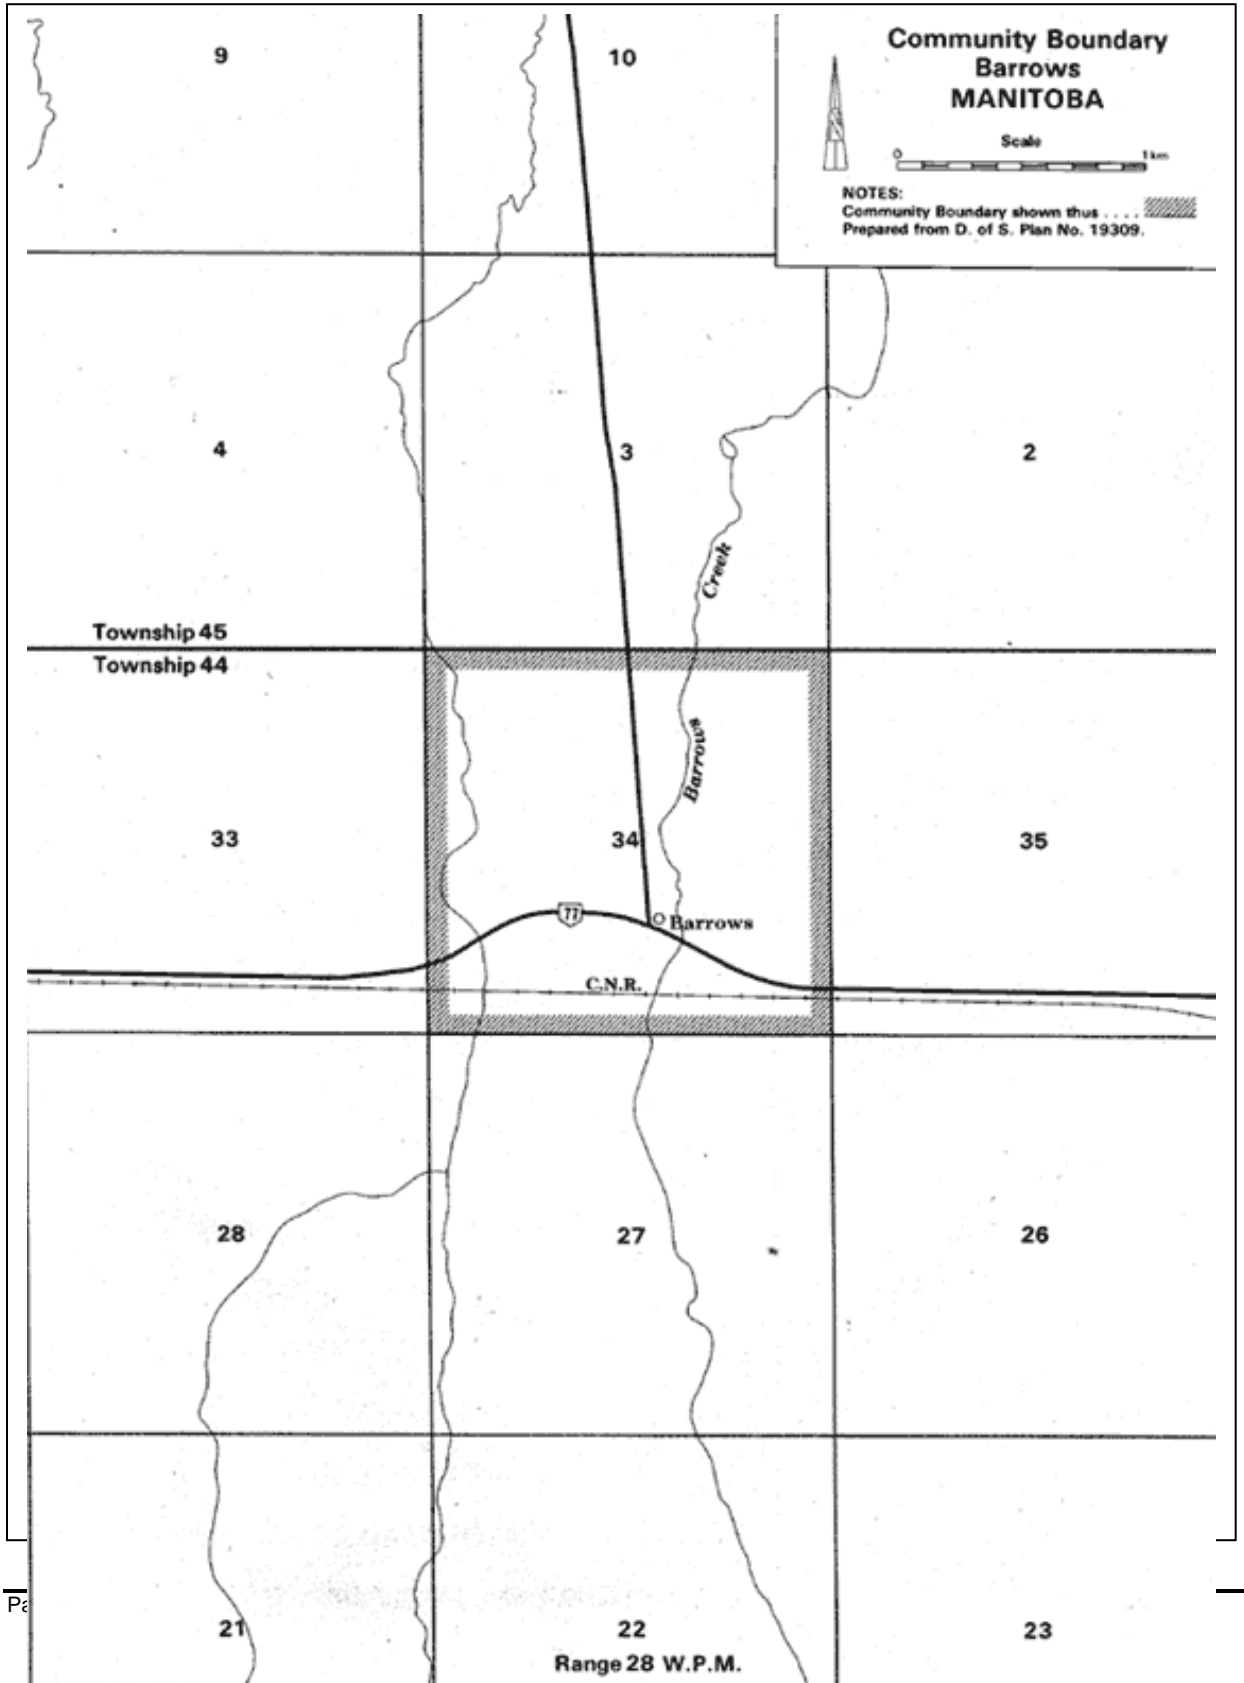 9
10
Community Boundary
Barrows
MANITOBA
Scale
0 1 km
NOTES:
Community Boundary shown thus ....
Prepared from D. of S. Plan No. 19309.
4
3
2
Creek
Township 45
Township 44
Barrows
33
34
35
77
Barrows
C.N.R.
28
27
26
21
22
23
Range 28 W.P.M.